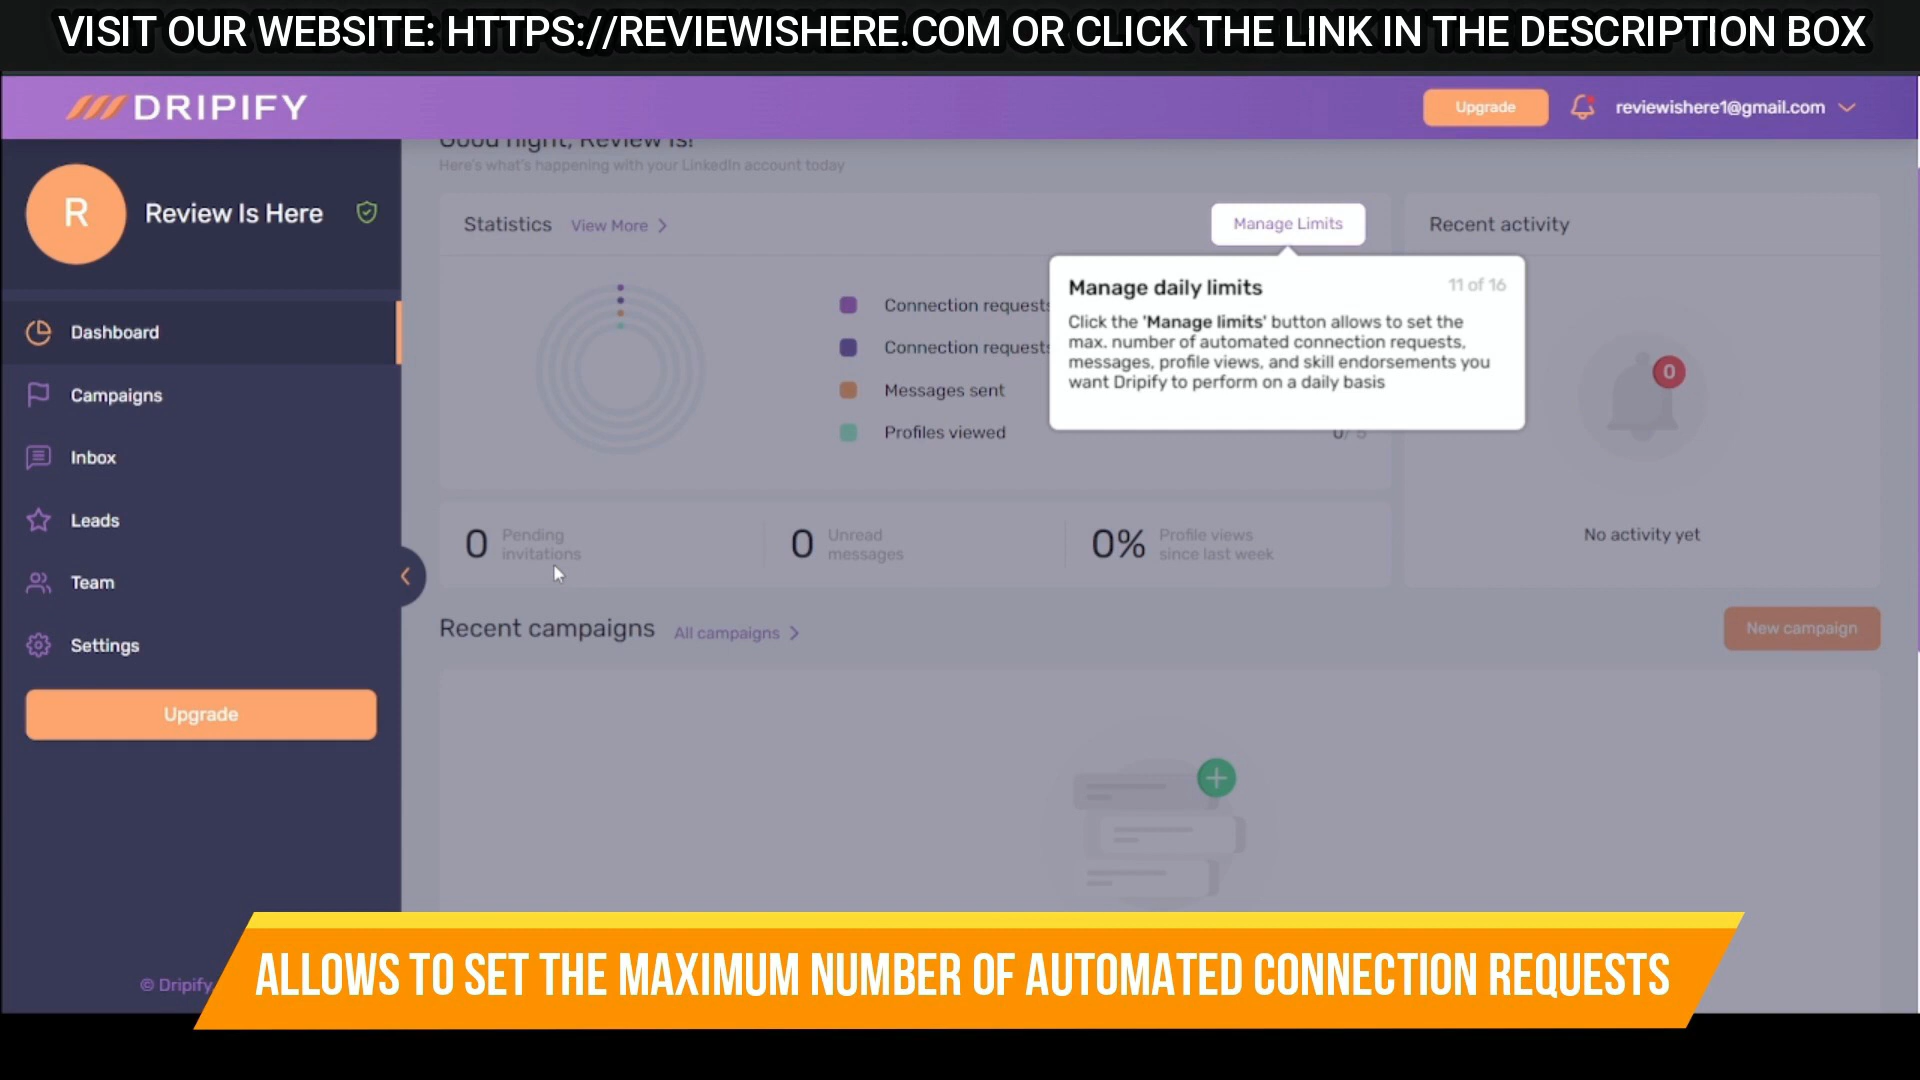 VISIT OUR WEBSITE: HTTPS://REVIEWISHERE.COM OR CLICK THE LINK IN THE DESCRIPTION BOX
DRIPIFY
Upgrade
reviewishere1@gmail.com
R
Review Is Here
Dashboard
Campaigns
Inbox
Leads
Team
Settings
Upgrade
© Dripify
Good night, Review Is!
Here's what's happening with your LinkedIn account today
Statistics
View More
Manage Limits
Connection requests
Connection requests
Messages sent
Profiles viewed
0/ 5
Manage daily limits
11 of 16
Click the 'Manage limits' button allows to set the
max. number of automated connection requests,
messages, profile views, and skill endorsements you
want Dripify to perform on a daily basis
Recent activity
0
No activity yet
0 Pending
invitations
0 Unread
messages
0% Profile views
since last week
Recent campaigns
All campaigns
New campaign
ALLOWS TO SET THE MAXIMUM NUMBER OF AUTOMATED CONNECTION REQUESTS